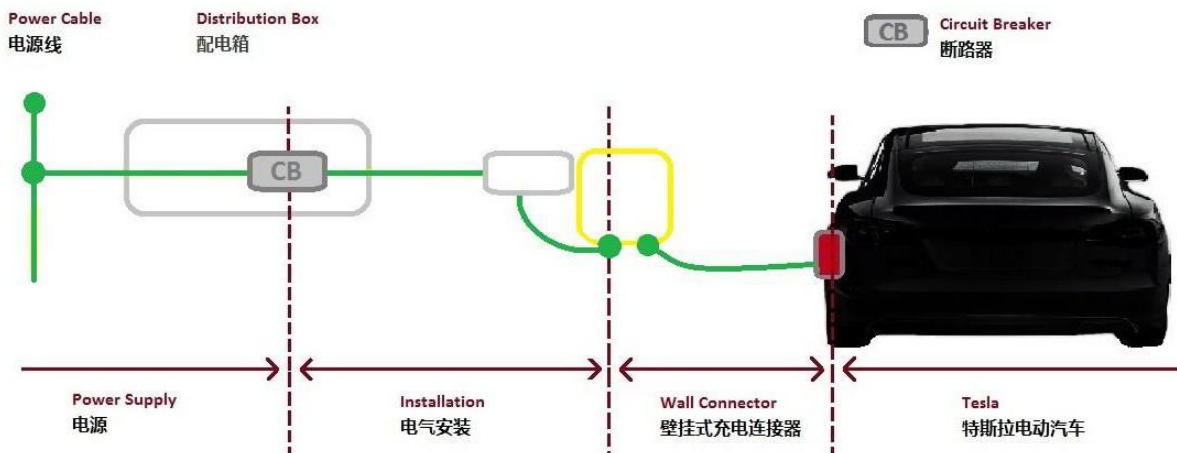 Power Cable
电源线
Distribution Box
配电箱
CB
Circuit Breaker
断路器
CB
Power Supply
电源
Installation
电气安装
Wall Connector
壁挂式充电连接器
Tesla
特斯拉电动汽车